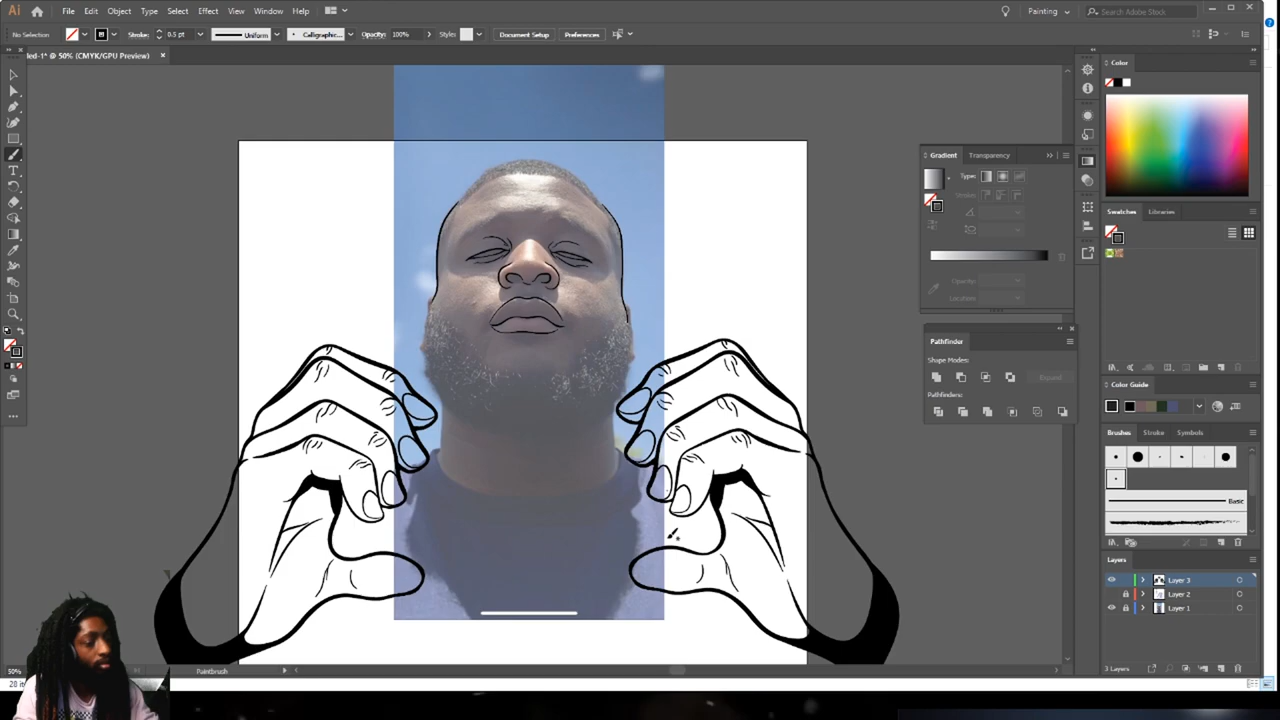 Ai File Edit Object Type Select Effect View Window Help Painting Search Adobe Stock
No Selection Stroke: 0.5 pt Uniform Calligraphic... Opacity: 100% Style: Document Setup Preferences
led-1* @ 50% (CMYK/GPU Preview)
Color
Gradient Transparency
Type:
Stroke:
Opacity:
Location:
Swatches Libraries
Pathfinder
Shape Modes:
Expand
Pathfinders:
Color Guide
Brushes Stroke Symbols
Basic
Layers
Layer 3
Layer 2
Layer 1
3 Layers
50% Paintbrush